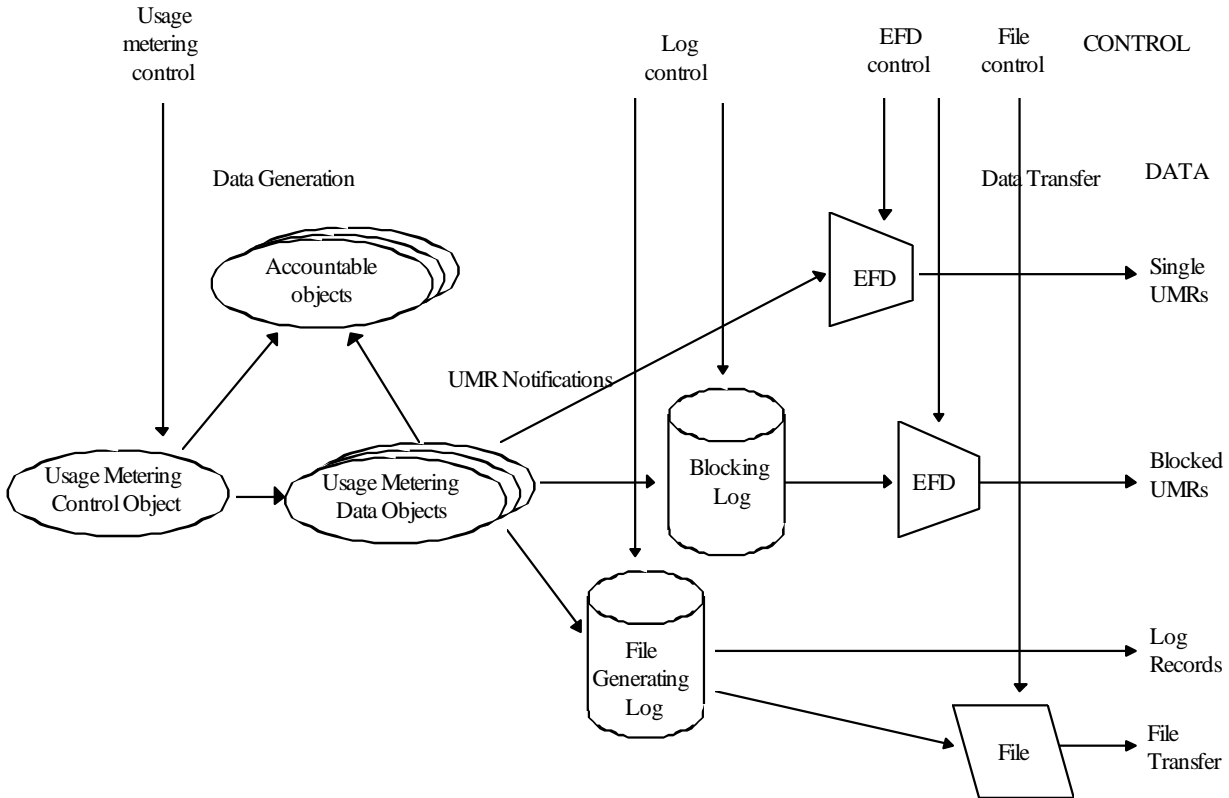 Usage
metering
control
Log
control
EFD
control
File
control
CONTROL
Data Generation
Data Transfer
DATA
Accountable
objects
EFD
Single
UMRs
UMR Notifications
Usage Metering
Control Object
Usage Metering
Data Objects
Blocking
Log
EFD
Blocked
UMRs
File
Generating
Log
Log
Records
File
File
Transfer